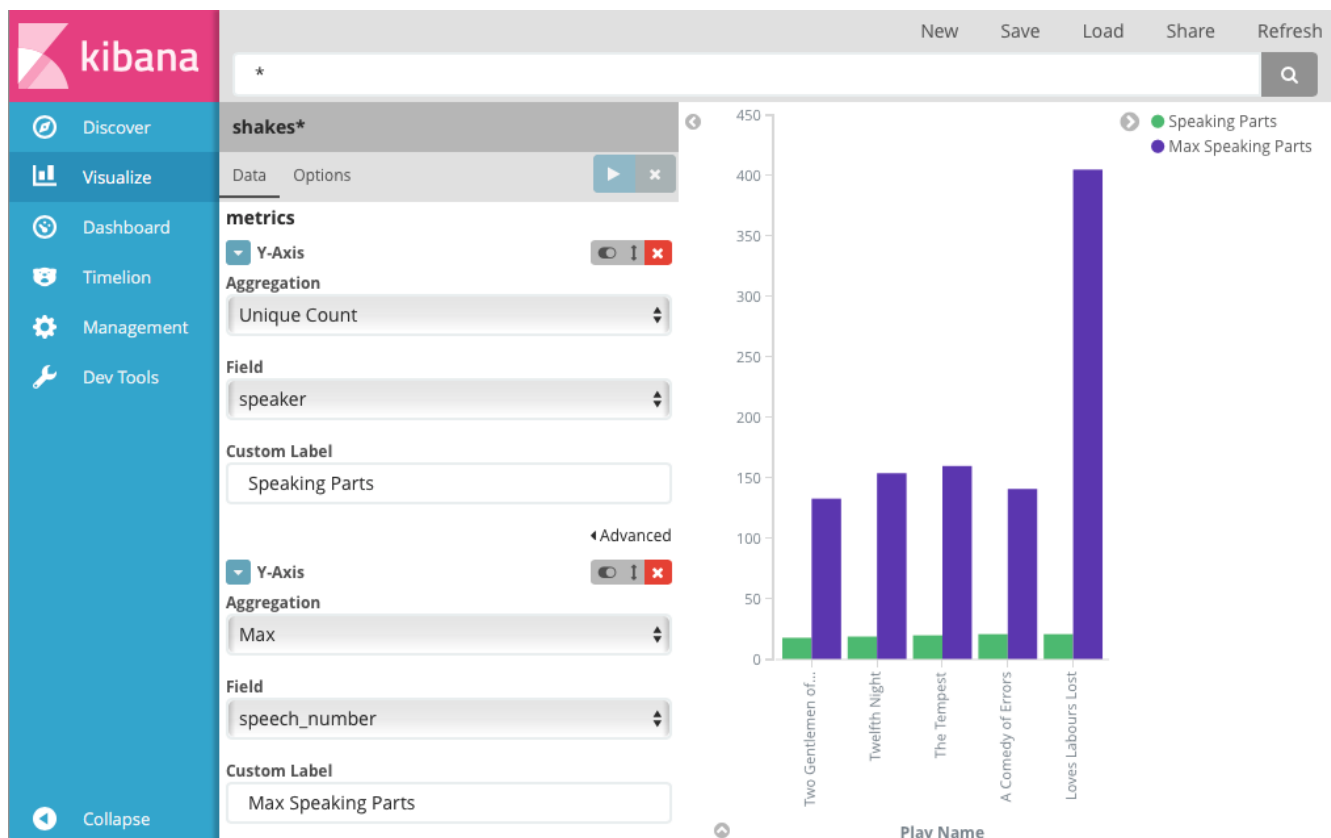 kibana
New Save Load Share Refresh
*
Discover
Visualize
Dashboard
Timelion
Management
Dev Tools
Collapse
shakes*
Data Options
metrics
Y-Axis
Aggregation
Unique Count
Field
speaker
Custom Label
Speaking Parts
Advanced
Y-Axis
Aggregation
Max
Field
speech_number
Custom Label
Max Speaking Parts
450
400
350
300
250
200
150
100
50
0
Two Gentlemen of...
Twelfth Night
The Tempest
A Comedy of Errors
Loves Labours Lost
Play Name
Speaking Parts
Max Speaking Parts